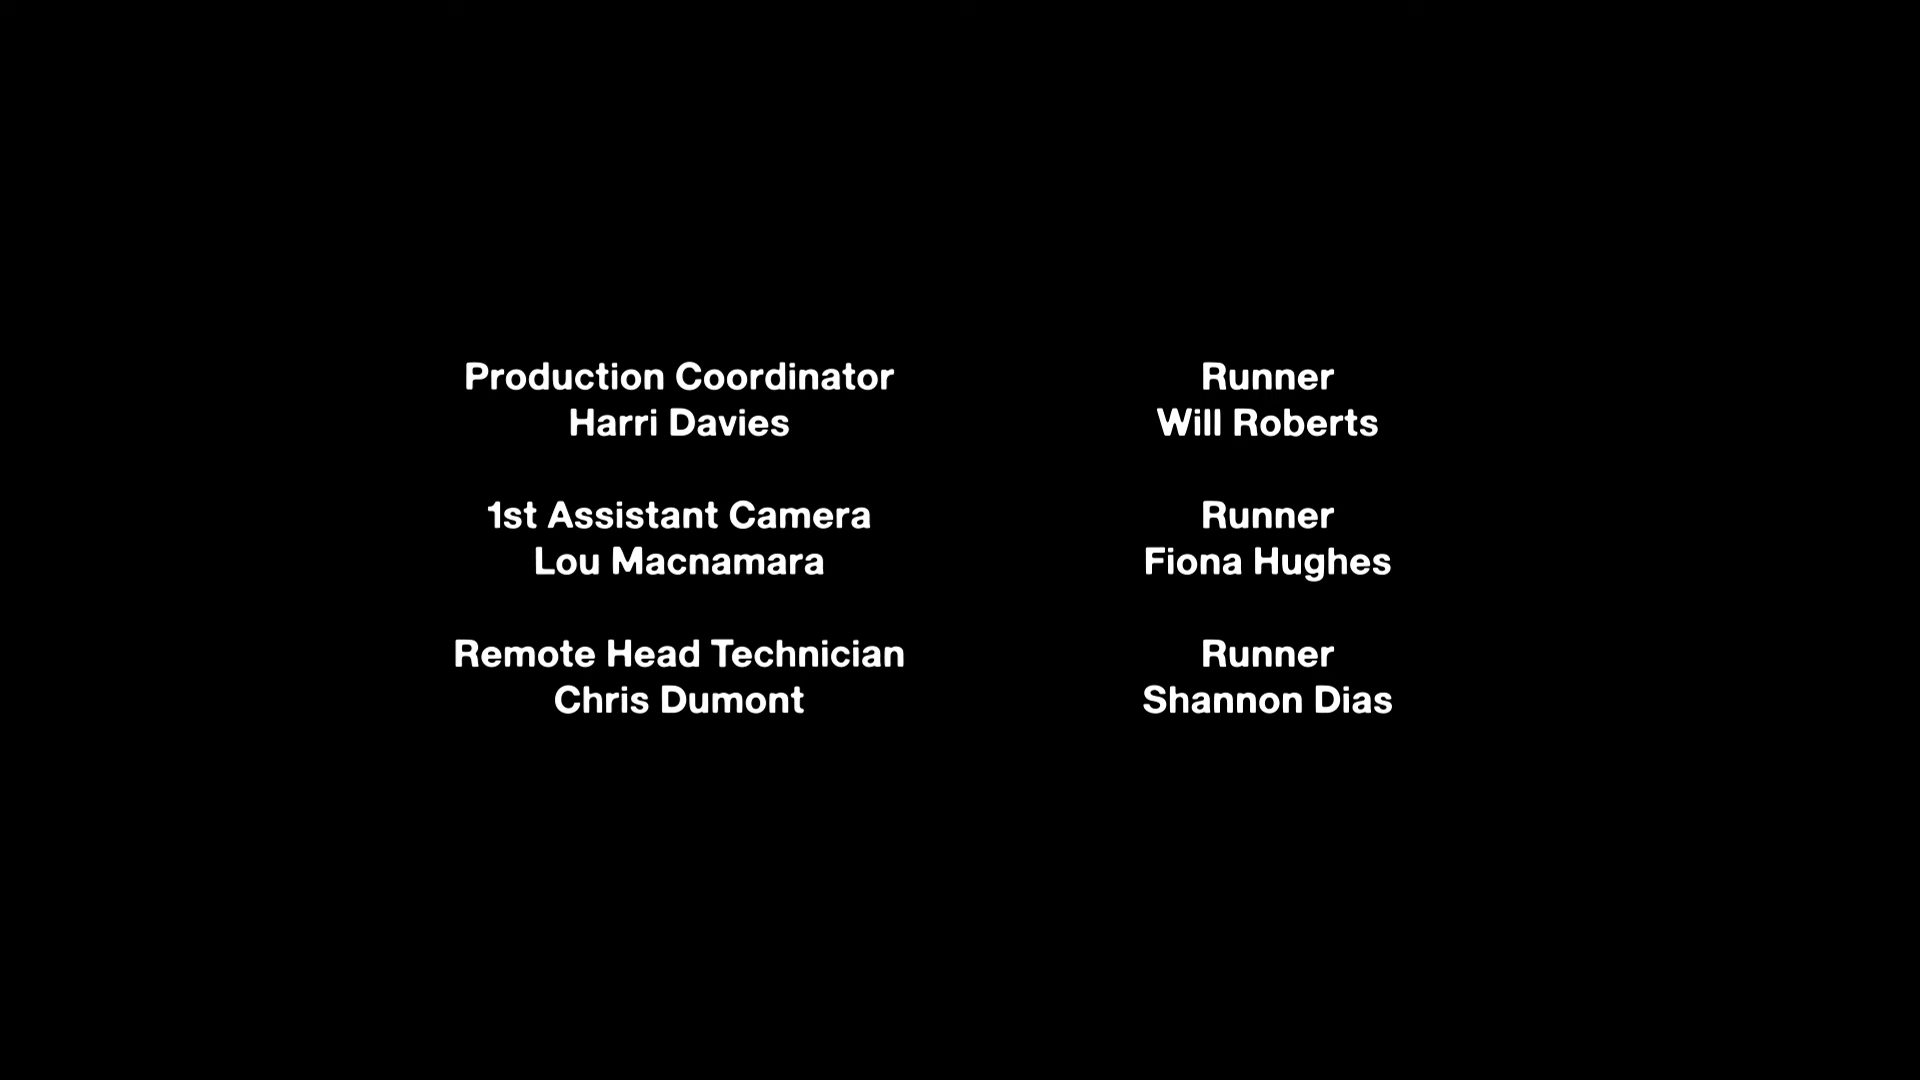 Production Coordinator
Harri Davies
1st Assistant Camera
Lou Macnamara
Remote Head Technician
Chris Dumont
Runner
Will Roberts
Runner
Fiona Hughes
Runner
Shannon Dias